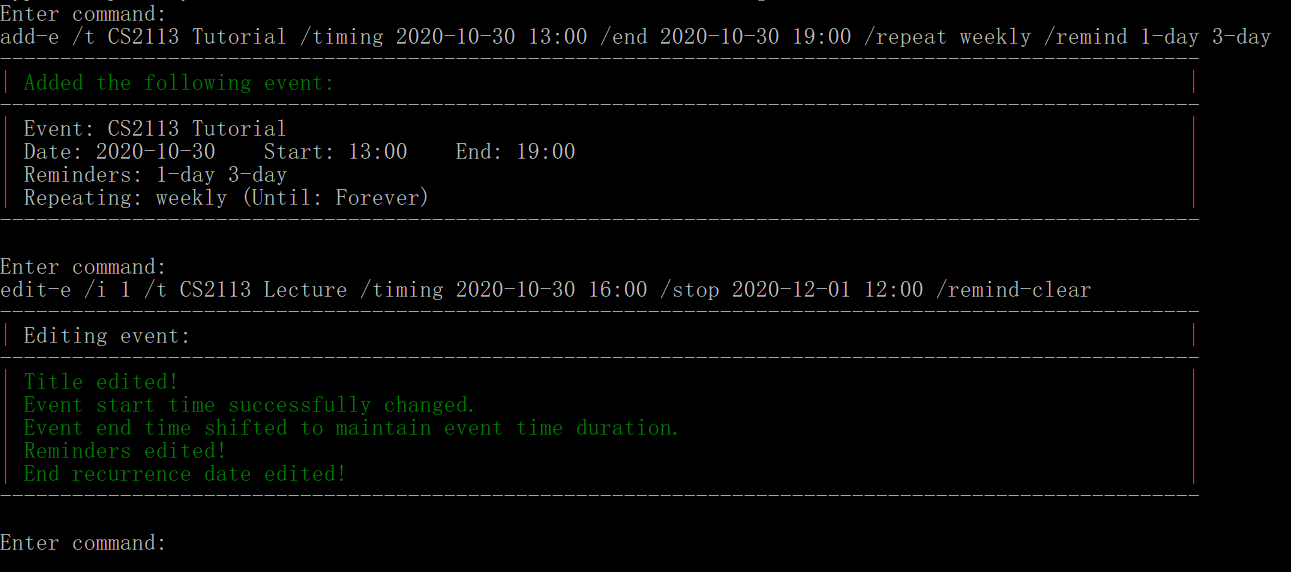 Enter command:
add-e /t CS2113 Tutorial /timing 2020-10-30 13:00 /end 2020-10-30 19:00 /repeat weekly /remind 1-day 3-day
----------------------------------------------------------------------------------------------------
| Added the following event: |
----------------------------------------------------------------------------------------------------
| Event: CS2113 Tutorial |
| Date: 2020-10-30    Start: 13:00    End: 19:00 |
| Reminders: 1-day 3-day |
| Repeating: weekly (Until: Forever) |
----------------------------------------------------------------------------------------------------
Enter command:
edit-e /i 1 /t CS2113 Lecture /timing 2020-10-30 16:00 /stop 2020-12-01 12:00 /remind-clear
----------------------------------------------------------------------------------------------------
| Editing event: |
----------------------------------------------------------------------------------------------------
| Title edited! |
| Event start time successfully changed. |
| Event end time shifted to maintain event time duration. |
| Reminders edited! |
| End recurrence date edited! |
----------------------------------------------------------------------------------------------------
Enter command: